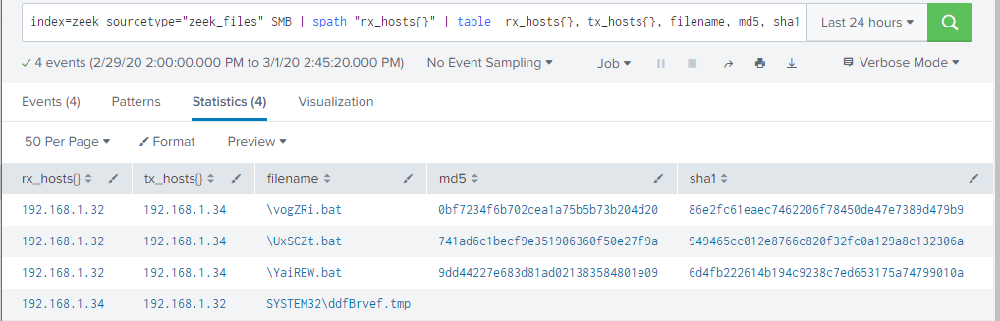 index=zeek sourcetype="zeek_files" SMB | spath "rx_hosts{}" | table  rx_hosts{}, tx_hosts{}, filename, md5, sha1 Last 24 hours
4 events (2/29/20 2:00:00.000 PM to 3/1/20 2:45:20.000 PM) No Event Sampling Job Verbose Mode
Events (4) Patterns Statistics (4) Visualization
50 Per Page Format Preview
rx_hosts{} tx_hosts{} filename md5 sha1
192.168.1.32 192.168.1.34 \vogZRi.bat 0bf7234f6b702cea1a75b5b73b204d20 86e2fc61eaec7462206f78450de47e7389d479b9
192.168.1.32 192.168.1.34 \UxSCZt.bat 741ad6c1becf9e351906360f50e27f9a 949465cc012e8766c820f32fc0a129a8c132306a
192.168.1.32 192.168.1.34 \YaiREW.bat 9dd44227e683d81ad021383584801e09 6d4fb222614b194c9238c7ed653175a74799010a
192.168.1.34 192.168.1.32 SYSTEM32\ddfBrvef.tmp